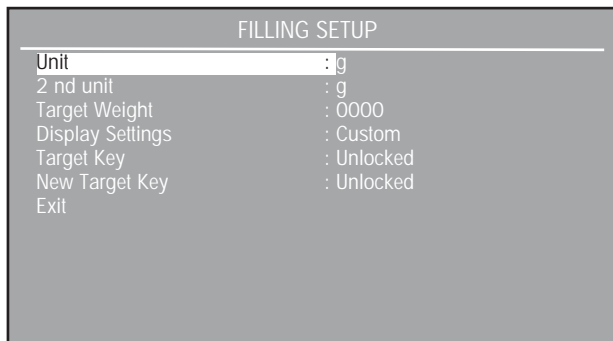 FILLING SETUP
Unit : g
2 nd unit : g
Target Weight : 0000
Display Settings : Custom
Target Key : Unlocked
New Target Key : Unlocked
Exit